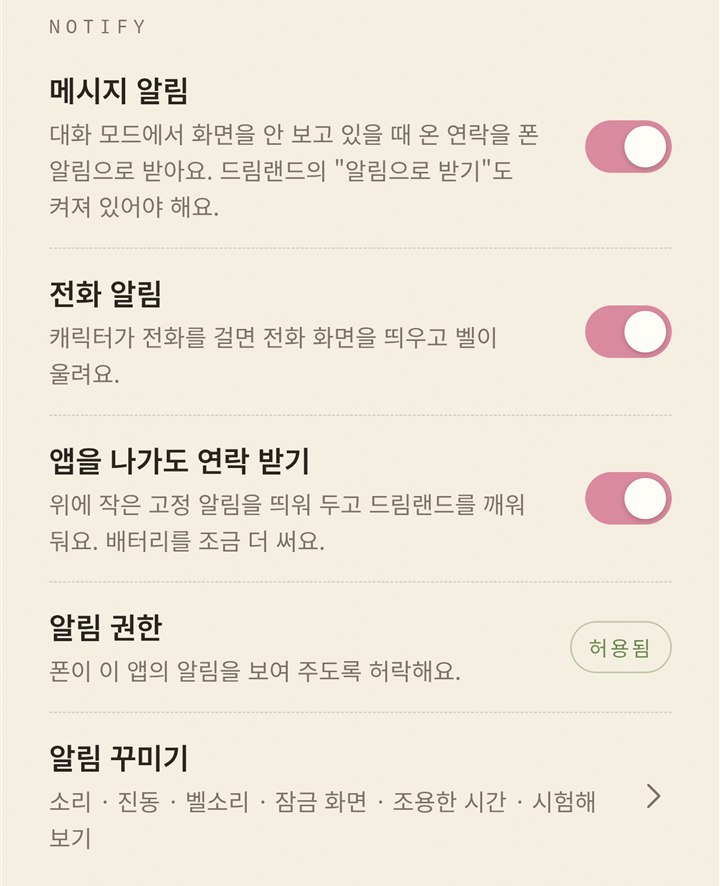 NOTIFY
메시지 알림
대화 모드에서 화면을 안 보고 있을 때 온 연락을 폰
알림으로 받아요. 드림랜드의 "알림으로 받기"도
켜져 있어야 해요.
전화 알림
캐릭터가 전화를 걸면 전화 화면을 띄우고 벨이
울려요.
앱을 나가도 연락 받기
위에 작은 고정 알림을 띄워 두고 드림랜드를 깨워
둬요. 배터리를 조금 더 써요.
알림 권한
폰이 이 앱의 알림을 보여 주도록 허락해요.
허용됨
알림 꾸미기
소리 · 진동 · 벨소리 · 잠금 화면 · 조용한 시간 · 시험해
보기